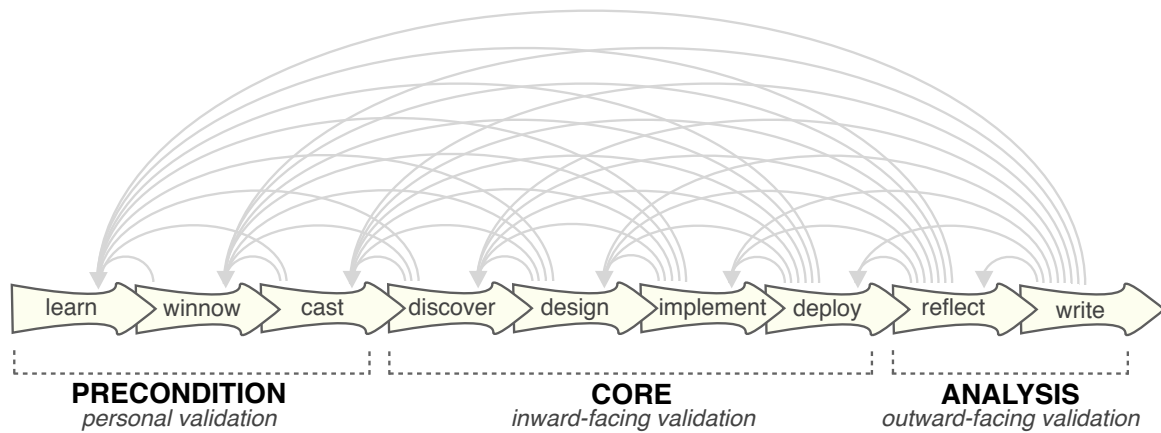 learn winnow cast discover design implement deploy reflect write
PRECONDITION CORE ANALYSIS
personal validation inward-facing validation outward-facing validation